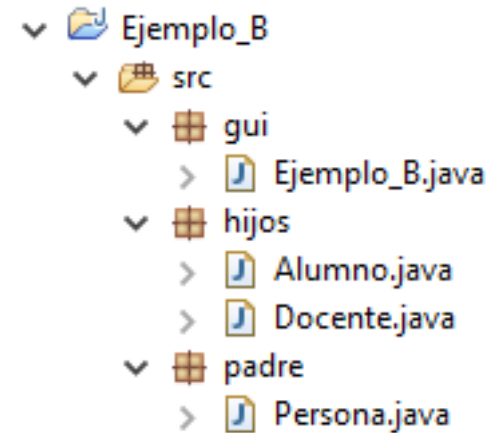 Ejemplo_B
src
gui
Ejemplo_B.java
hijos
Alumno.java
Docente.java
padre
Persona.java